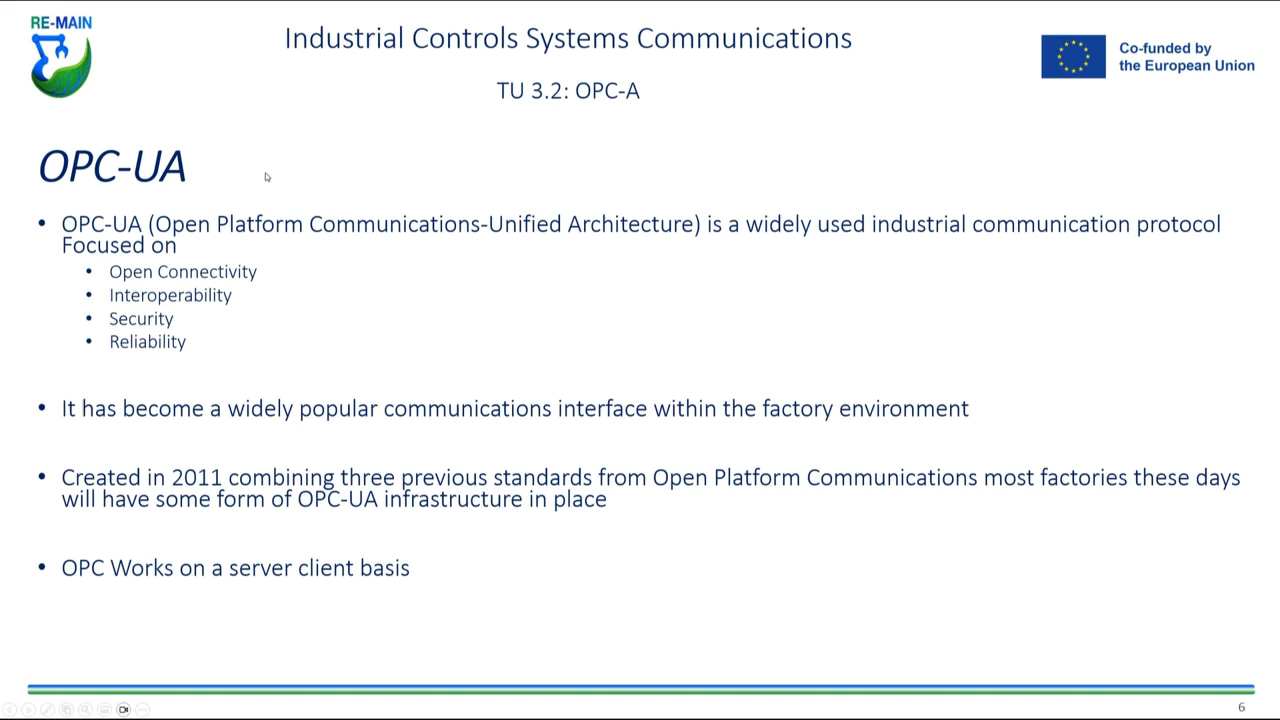 RE-MAIN
Industrial Controls Systems Communications
TU 3.2: OPC-A
Co-funded by
the European Union
OPC-UA
• OPC-UA (Open Platform Communications-Unified Architecture) is a widely used industrial communication protocol
Focused on
• Open Connectivity
• Interoperability
• Security
• Reliability
• It has become a widely popular communications interface within the factory environment
• Created in 2011 combining three previous standards from Open Platform Communications most factories these days
will have some form of OPC-UA infrastructure in place
• OPC Works on a server client basis
6